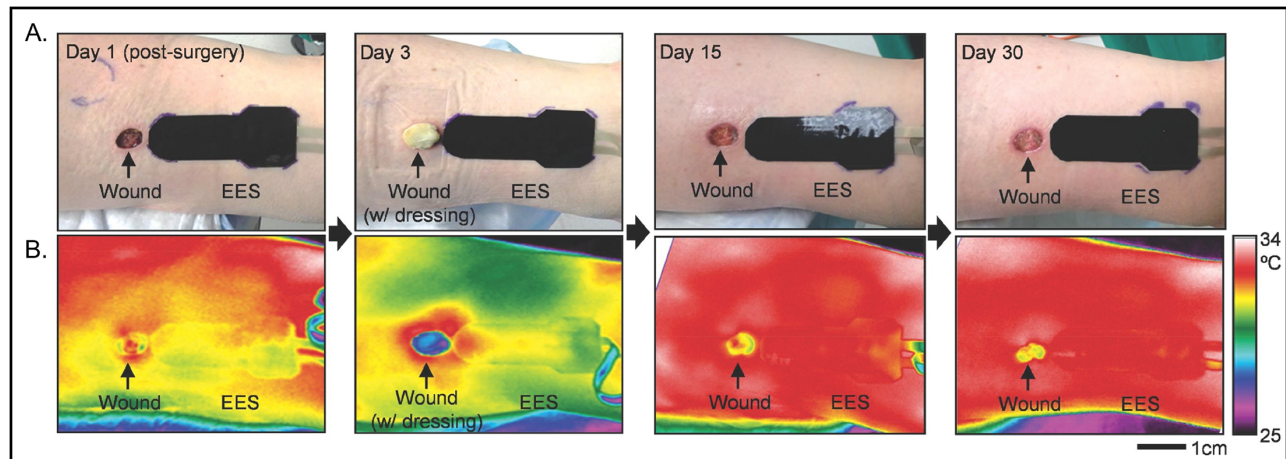 A.
Day 1 (post-surgery)
Wound
EES
Day 3
Wound
(w/ dressing)
EES
Day 15
Wound
EES
Day 30
Wound
EES
B.
Wound
EES
Wound
(w/ dressing)
EES
Wound
EES
Wound
EES
34
ºC
25
1cm